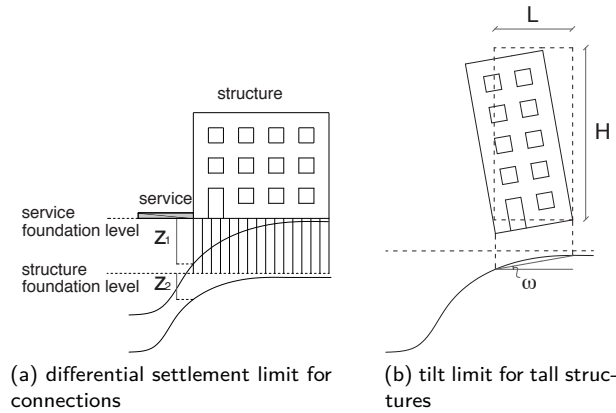 structure
service
service
foundation level
Z1
structure
foundation level
Z2
(a) differential settlement limit for
connections
L
H
ω
(b) tilt limit for tall struc-
tures